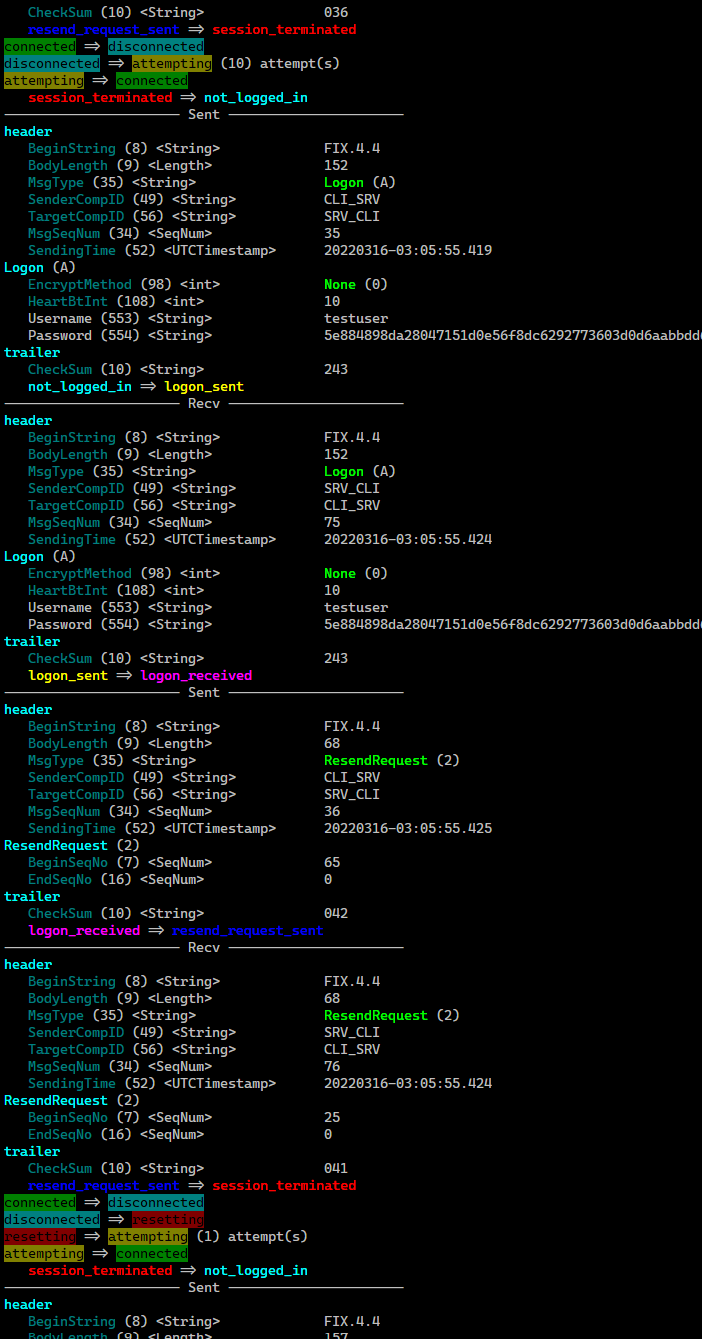 CheckSum (10) <String> 036
resend_request_sent ⇒ session_terminated
connected ⇒ disconnected
disconnected ⇒ attempting (10) attempt(s)
attempting ⇒ connected
session_terminated ⇒ not_logged_in
Sent
header
BeginString (8) <String> FIX.4.4
BodyLength (9) <Length> 152
MsgType (35) <String> Logon (A)
SenderCompID (49) <String> CLI_SRV
TargetCompID (56) <String> SRV_CLI
MsgSeqNum (34) <SeqNum> 35
SendingTime (52) <UTCTimestamp> 20220316-03:05:55.419
Logon (A)
EncryptMethod (98) <int> None (0)
HeartBtInt (108) <int> 10
Username (553) <String> testuser
Password (554) <String> 5e884898da28047151d0e56f8dc6292773603d0d6aabbdd
trailer
CheckSum (10) <String> 243
not_logged_in ⇒ logon_sent
Recv
header
BeginString (8) <String> FIX.4.4
BodyLength (9) <Length> 152
MsgType (35) <String> Logon (A)
SenderCompID (49) <String> SRV_CLI
TargetCompID (56) <String> CLI_SRV
MsgSeqNum (34) <SeqNum> 75
SendingTime (52) <UTCTimestamp> 20220316-03:05:55.424
Logon (A)
EncryptMethod (98) <int> None (0)
HeartBtInt (108) <int> 10
Username (553) <String> testuser
Password (554) <String> 5e884898da28047151d0e56f8dc6292773603d0d6aabbdd
trailer
CheckSum (10) <String> 243
logon_sent ⇒ logon_received
Sent
header
BeginString (8) <String> FIX.4.4
BodyLength (9) <Length> 68
MsgType (35) <String> ResendRequest (2)
SenderCompID (49) <String> CLI_SRV
TargetCompID (56) <String> SRV_CLI
MsgSeqNum (34) <SeqNum> 36
SendingTime (52) <UTCTimestamp> 20220316-03:05:55.425
ResendRequest (2)
BeginSeqNo (7) <SeqNum> 65
EndSeqNo (16) <SeqNum> 0
trailer
CheckSum (10) <String> 042
logon_received ⇒ resend_request_sent
Recv
header
BeginString (8) <String> FIX.4.4
BodyLength (9) <Length> 68
MsgType (35) <String> ResendRequest (2)
SenderCompID (49) <String> SRV_CLI
TargetCompID (56) <String> CLI_SRV
MsgSeqNum (34) <SeqNum> 76
SendingTime (52) <UTCTimestamp> 20220316-03:05:55.424
ResendRequest (2)
BeginSeqNo (7) <SeqNum> 25
EndSeqNo (16) <SeqNum> 0
trailer
CheckSum (10) <String> 041
resend_request_sent ⇒ session_terminated
connected ⇒ disconnected
disconnected ⇒ resetting
resetting ⇒ attempting (1) attempt(s)
attempting ⇒ connected
session_terminated ⇒ not_logged_in
Sent
header
BeginString (8) <String> FIX.4.4
BodyLength (9) <Length> 157